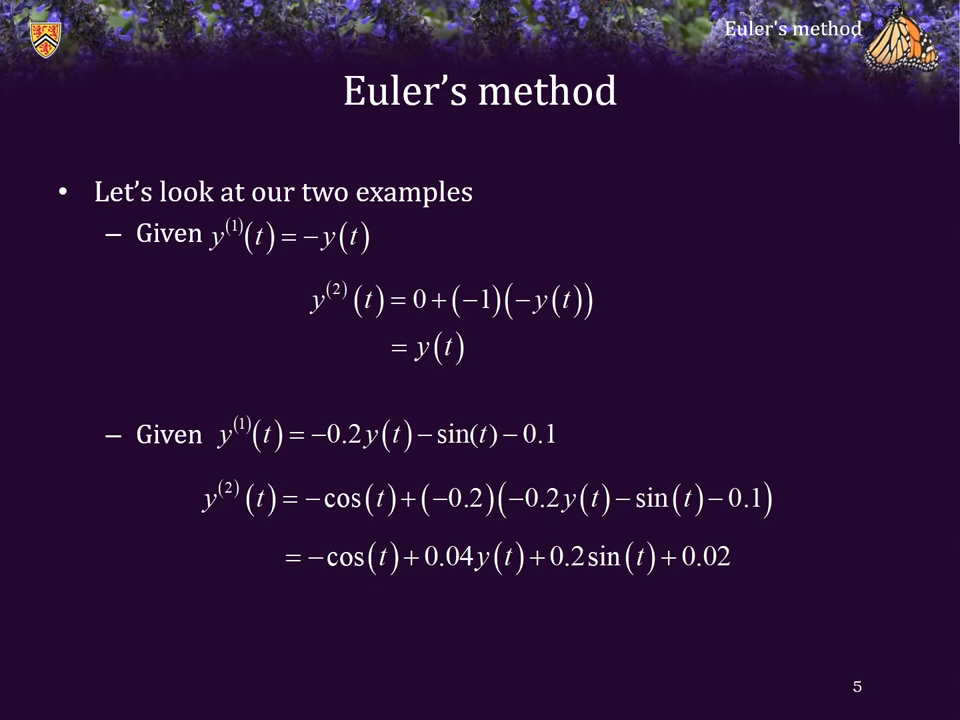 Euler's method
Euler’s method
• Let’s look at our two examples
– Given y^(1)(t) = −y(t)
y^(2)(t) = 0 + (−1)(−y(t))
= y(t)
– Given y^(1)(t) = −0.2y(t) − sin(t) − 0.1
y^(2)(t) = −cos(t) + (−0.2)(−0.2y(t) − sin(t) − 0.1)
= −cos(t) + 0.04y(t) + 0.2sin(t) + 0.02
5